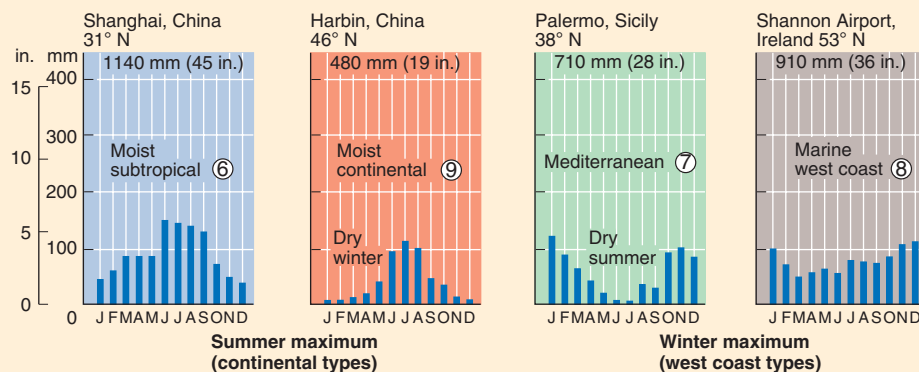 Shanghai, China
31° N
Harbin, China
46° N
Palermo, Sicily
38° N
Shannon Airport,
Ireland 53° N
in. mm
400
300
200
100
0
15
10
5
0
1140 mm (45 in.)
Moist
subtropical 6
J F M A M J J A S O N D
480 mm (19 in.)
Moist
continental 9
Dry
winter
J F M A M J J A S O N D
710 mm (28 in.)
Mediterranean 7
Dry
summer
J F M A M J J A S O N D
910 mm (36 in.)
Marine
west coast 8
J F M A M J J A S O N D
Summer maximum
(continental types)
Winter maximum
(west coast types)